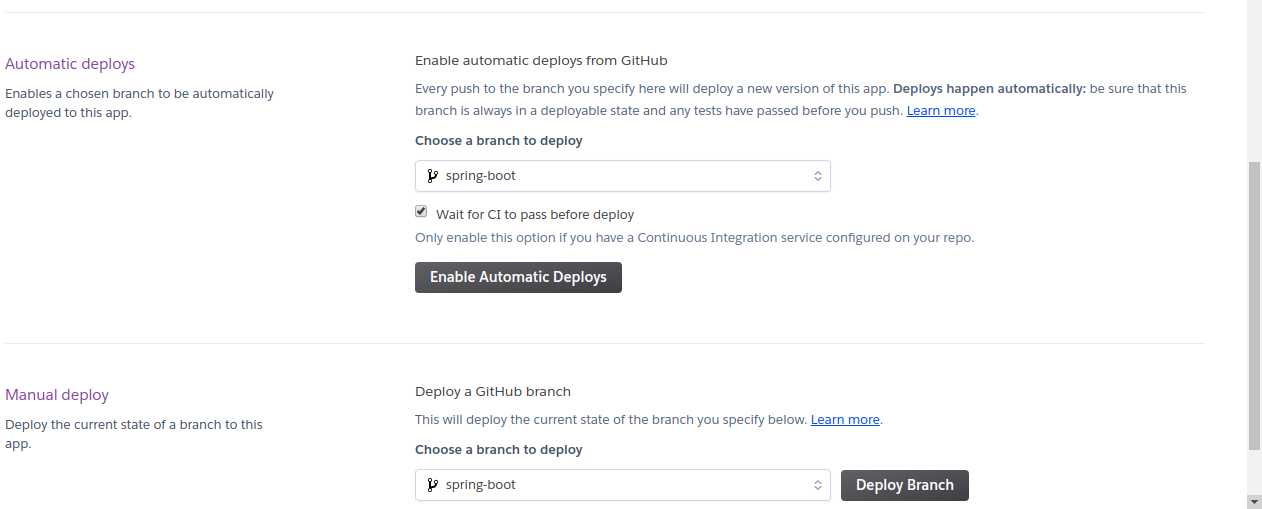 Automatic deploys
Enables a chosen branch to be automatically
deployed to this app.
Enable automatic deploys from GitHub
Every push to the branch you specify here will deploy a new version of this app. Deploys happen automatically: be sure that this
branch is always in a deployable state and any tests have passed before you push. Learn more.
Choose a branch to deploy
spring-boot
Wait for CI to pass before deploy
Only enable this option if you have a Continuous Integration service configured on your repo.
Enable Automatic Deploys
Manual deploy
Deploy the current state of a branch to this
app.
Deploy a GitHub branch
This will deploy the current state of the branch you specify below. Learn more.
Choose a branch to deploy
spring-boot
Deploy Branch